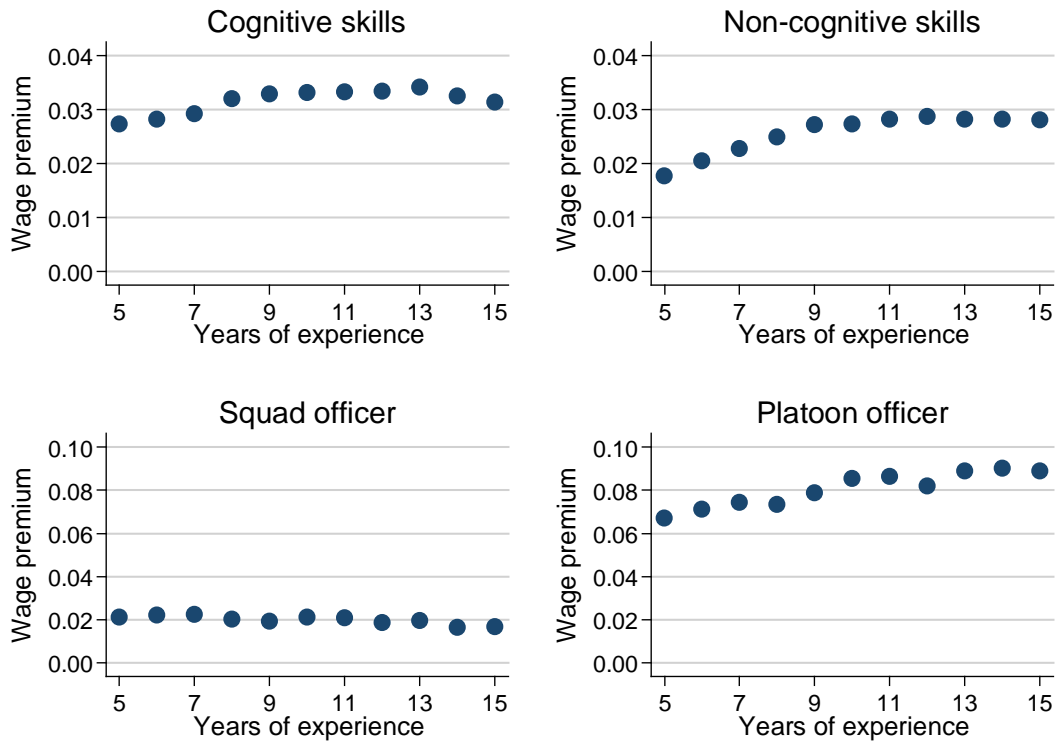 Cognitive skills
Wage premium
0.04
0.03
0.02
0.01
0.00
5 7 9 11 13 15
Years of experience
Non-cognitive skills
Wage premium
0.04
0.03
0.02
0.01
0.00
5 7 9 11 13 15
Years of experience
Squad officer
Wage premium
0.10
0.08
0.06
0.04
0.02
0.00
5 7 9 11 13 15
Years of experience
Platoon officer
Wage premium
0.10
0.08
0.06
0.04
0.02
0.00
5 7 9 11 13 15
Years of experience